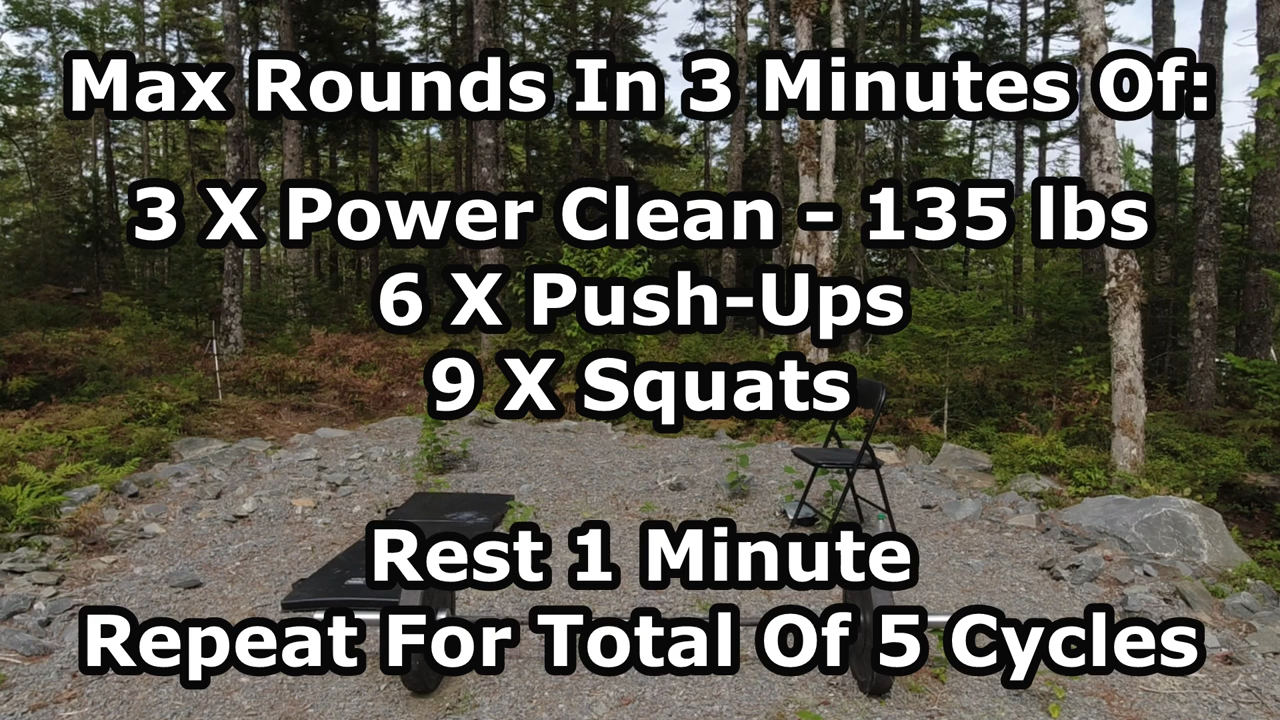 Max Rounds In 3 Minutes Of:
3 X Power Clean - 135 lbs
6 X Push-Ups
9 X Squats
Rest 1 Minute
Repeat For Total Of 5 Cycles